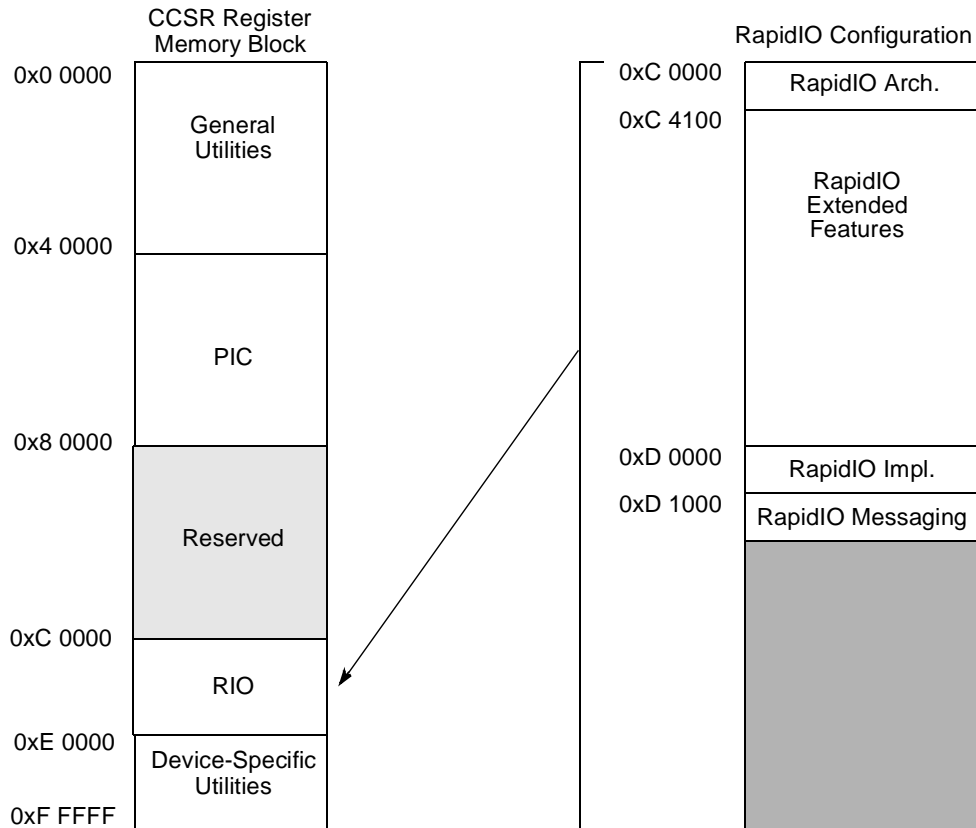 CCSR Register
Memory Block
0x0 0000
General
Utilities
0x4 0000
PIC
0x8 0000
Reserved
0xC 0000
RIO
0xE 0000
Device-Specific
Utilities
0xF FFFF
RapidIO Configuration
0xC 0000
RapidIO Arch.
0xC 4100
RapidIO
Extended
Features
0xD 0000
RapidIO Impl.
0xD 1000
RapidIO Messaging